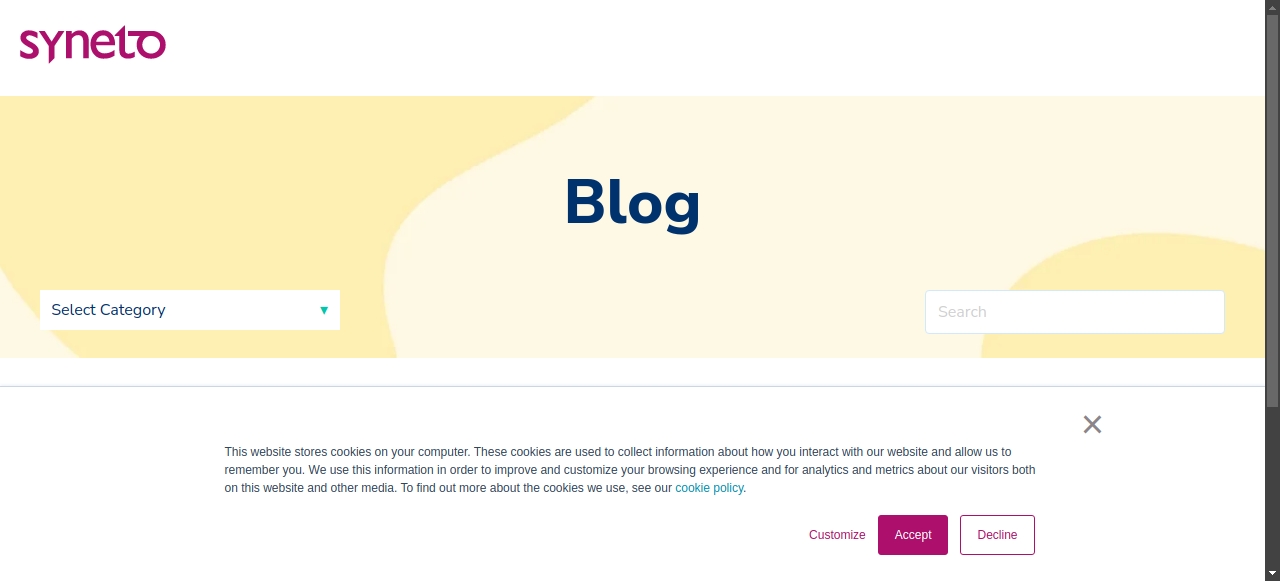 syneto
Blog
Select Category
Search
×
This website stores cookies on your computer. These cookies are used to collect information about how you interact with our website and allow us to
remember you. We use this information in order to improve and customize your browsing experience and for analytics and metrics about our visitors both
on this website and other media. To find out more about the cookies we use, see our cookie policy.
Customize Accept Decline